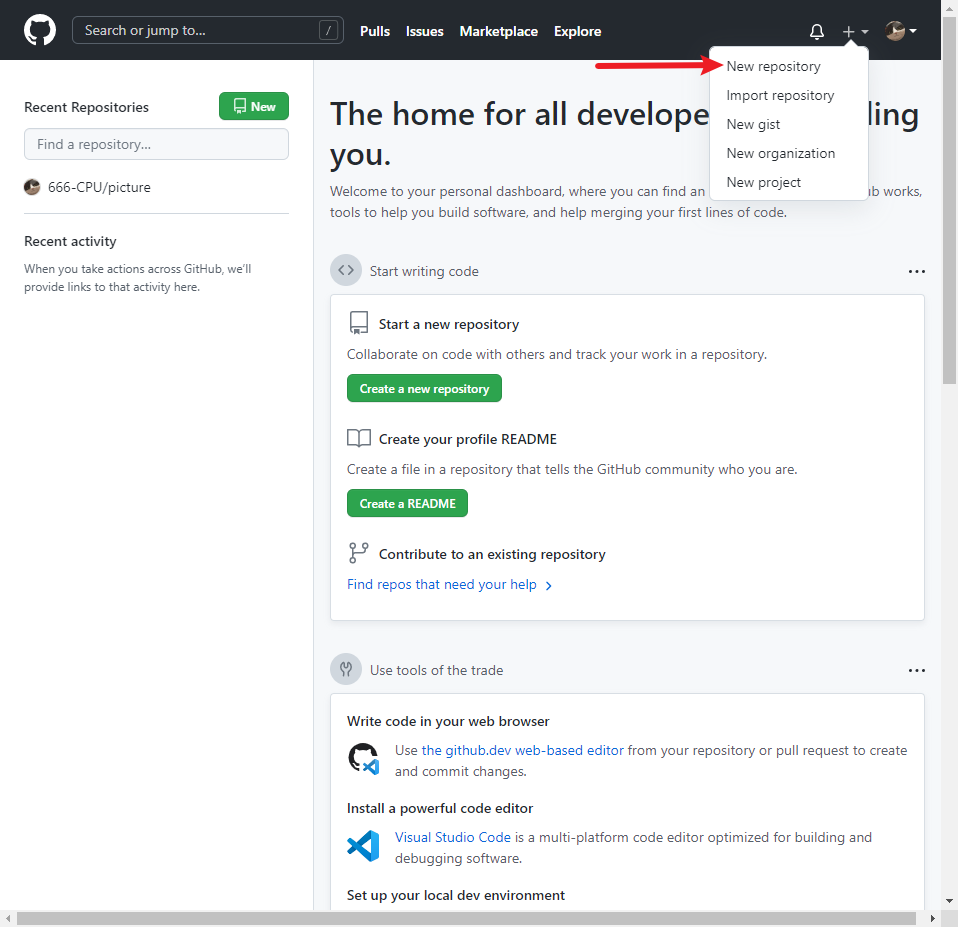 Search or jump to... /
Pulls Issues Marketplace Explore
New repository
Import repository
New gist
New organization
New project
Recent Repositories
New
Find a repository...
666-CPU/picture
Recent activity
When you take actions across GitHub, we'll
provide links to that activity here.
The home for all develope ling
you.
Welcome to your personal dashboard, where you can find an ub works,
tools to help you build software, and help merging your first lines of code.
Start writing code
Start a new repository
Collaborate on code with others and track your work in a repository.
Create a new repository
Create your profile README
Create a file in a repository that tells the GitHub community who you are.
Create a README
Contribute to an existing repository
Find repos that need your help
Use tools of the trade
Write code in your web browser
Use the github.dev web-based editor from your repository or pull request to create
and commit changes.
Install a powerful code editor
Visual Studio Code is a multi-platform code editor optimized for building and
debugging software.
Set up your local dev environment